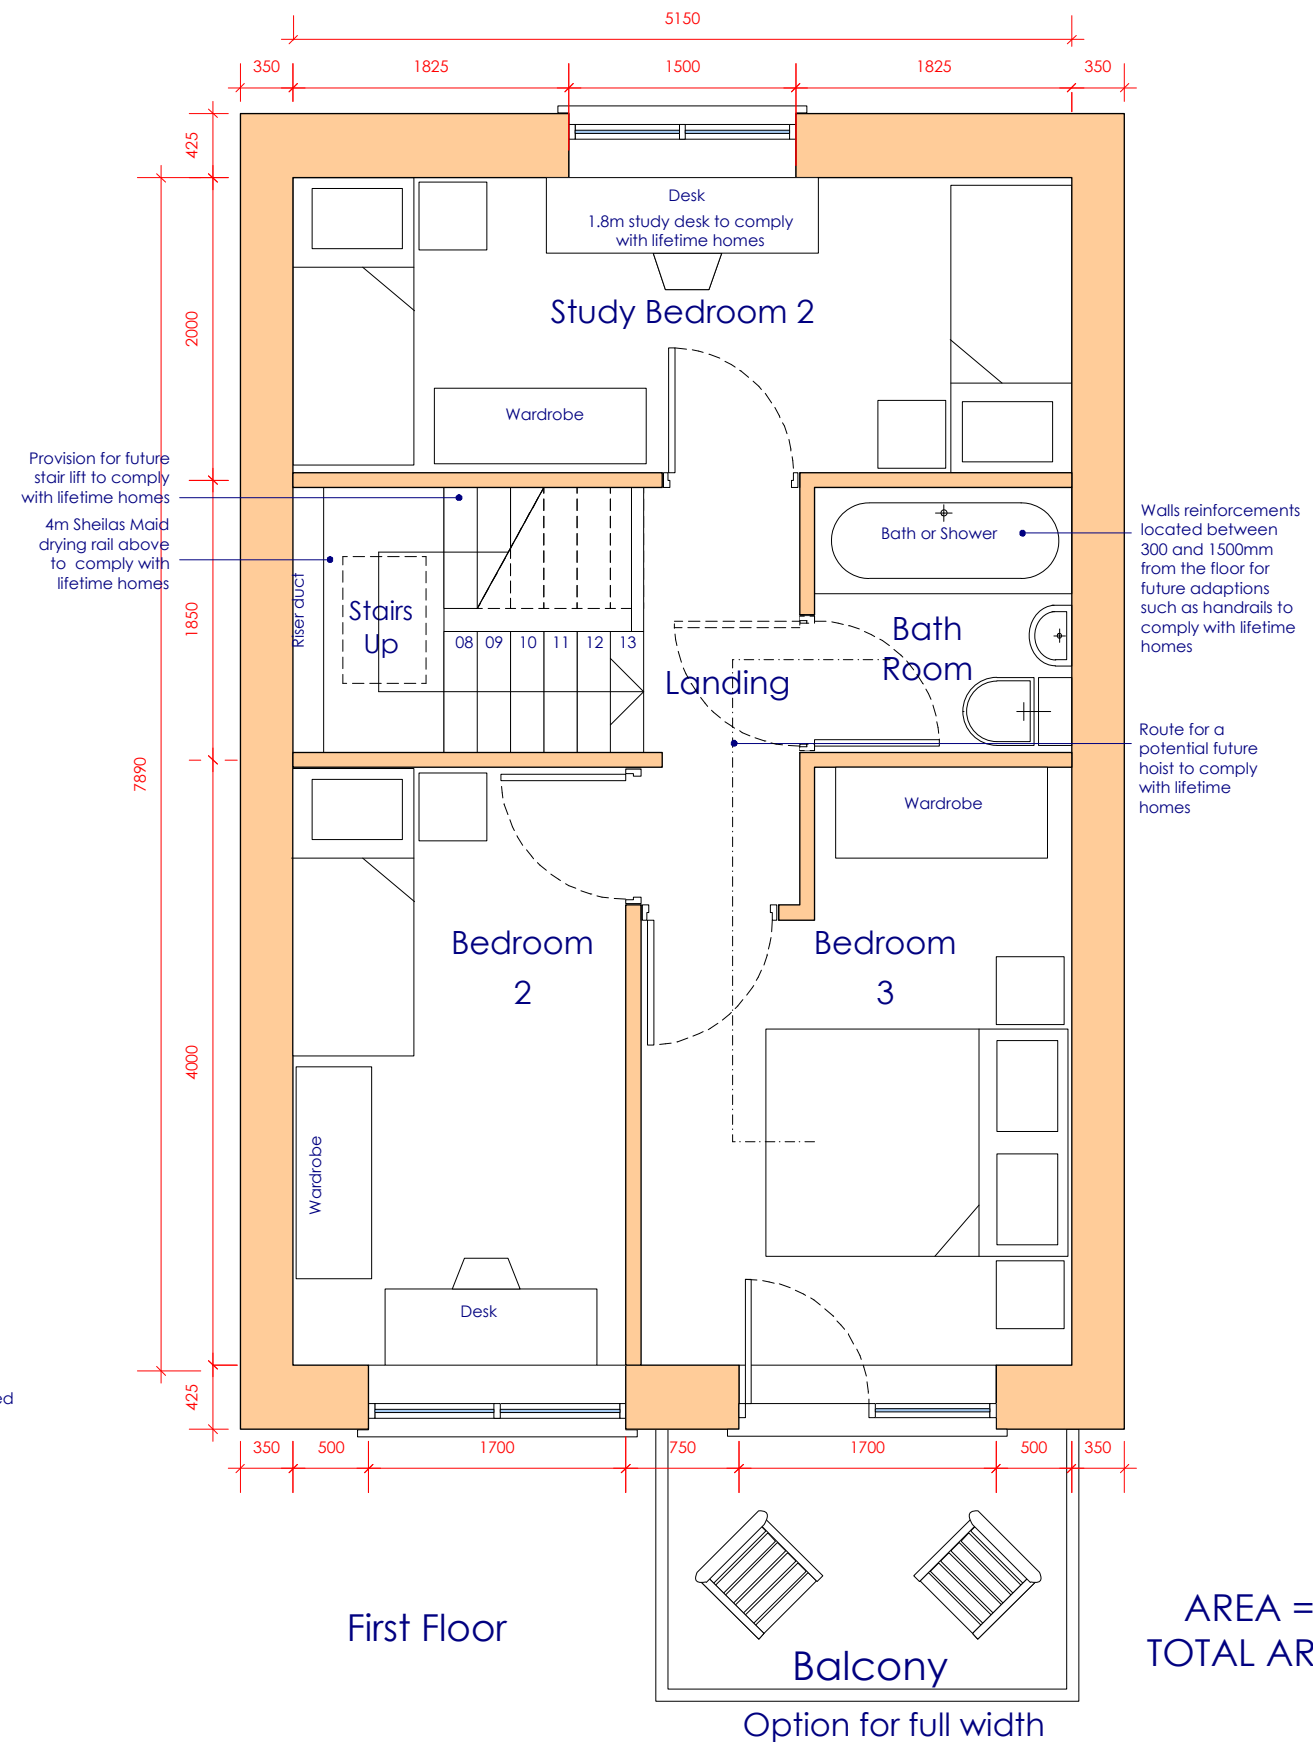 5150
350
1825
1500
1825
350
425
Desk
1.8m study desk to comply
with lifetime homes
2000
Study Bedroom 2
Wardrobe
Provision for future
stair lift to comply
with lifetime homes
4m Sheilas Maid
drying rail above
to comply with
lifetime homes
Bath or Shower
Walls reinforcements
located between
300 and 1500mm
from the floor for
future adaptions
such as handrails to
comply with lifetime
homes
1850
Riser duct
Stairs
Up
08 09 10 11 12 13
Bath
Room
Landing
Route for a
potential future
hoist to comply
with lifetime
homes
7890
Wardrobe
Bedroom
2
Bedroom
3
4000
Wardrobe
Desk
ed
425
350
500
1700
750
1700
500
350
First Floor
AREA =
TOTAL AR
Balcony
Option for full width